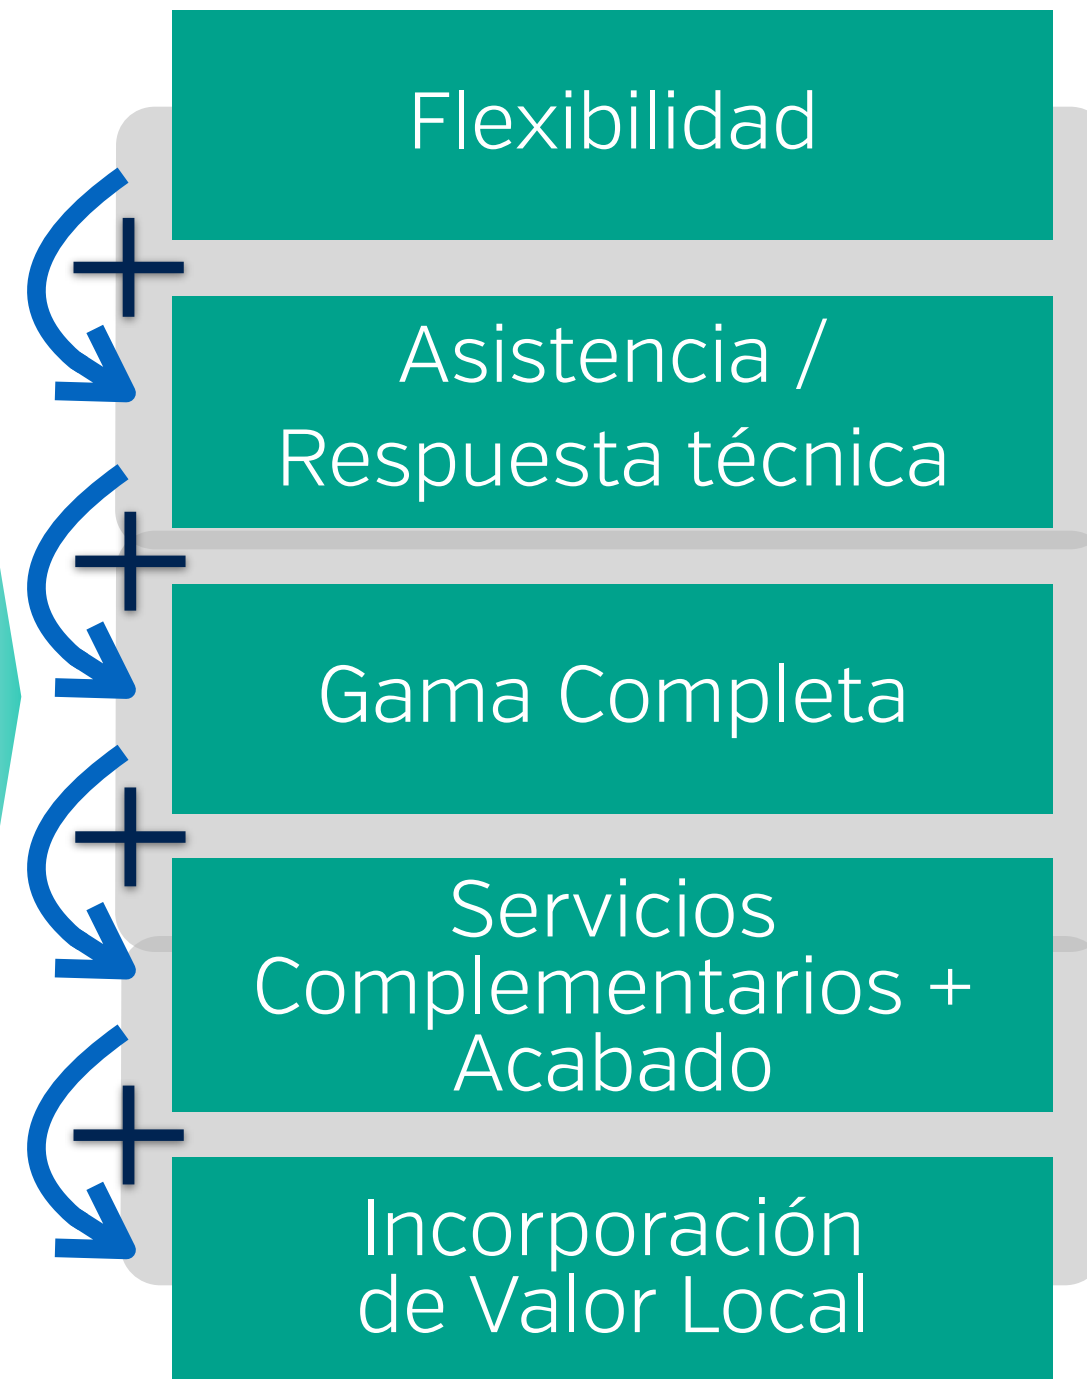 Flexibilidad
Asistencia /
Respuesta técnica
Gama Completa
Servicios
Complementarios +
Acabado
Incorporación
de Valor Local